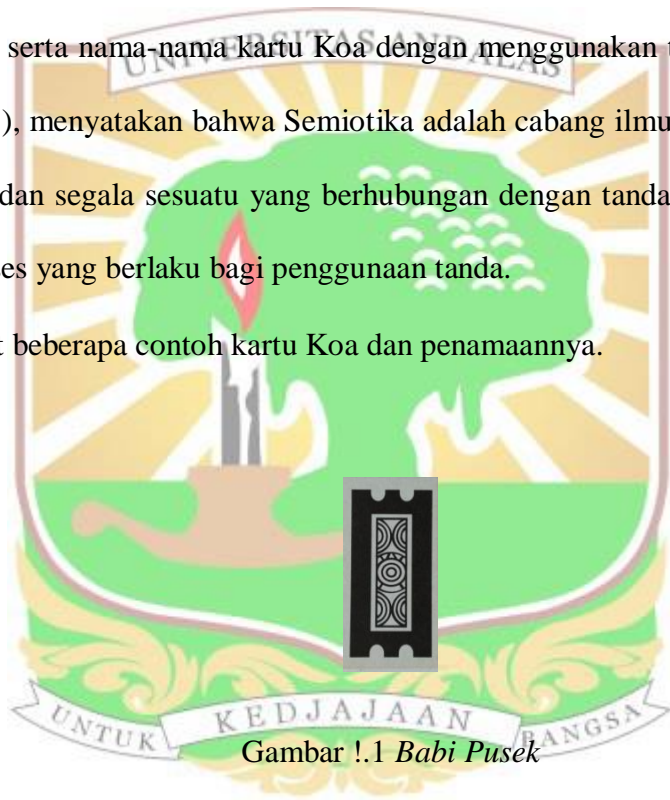 UNIVERSITAS ANDALAS
serta nama-nama kartu Koa dengan menggunakan
), menyatakan bahwa Semiotika adalah cabang ilmu
dan segala sesuatu yang berhubungan dengan tanda
es yang berlaku bagi penggunaan tanda.
beberapa contoh kartu Koa dan penamaannya.
UNTUK KEDJAJAAN BANGSA
Gambar !.1 Babi Pusek